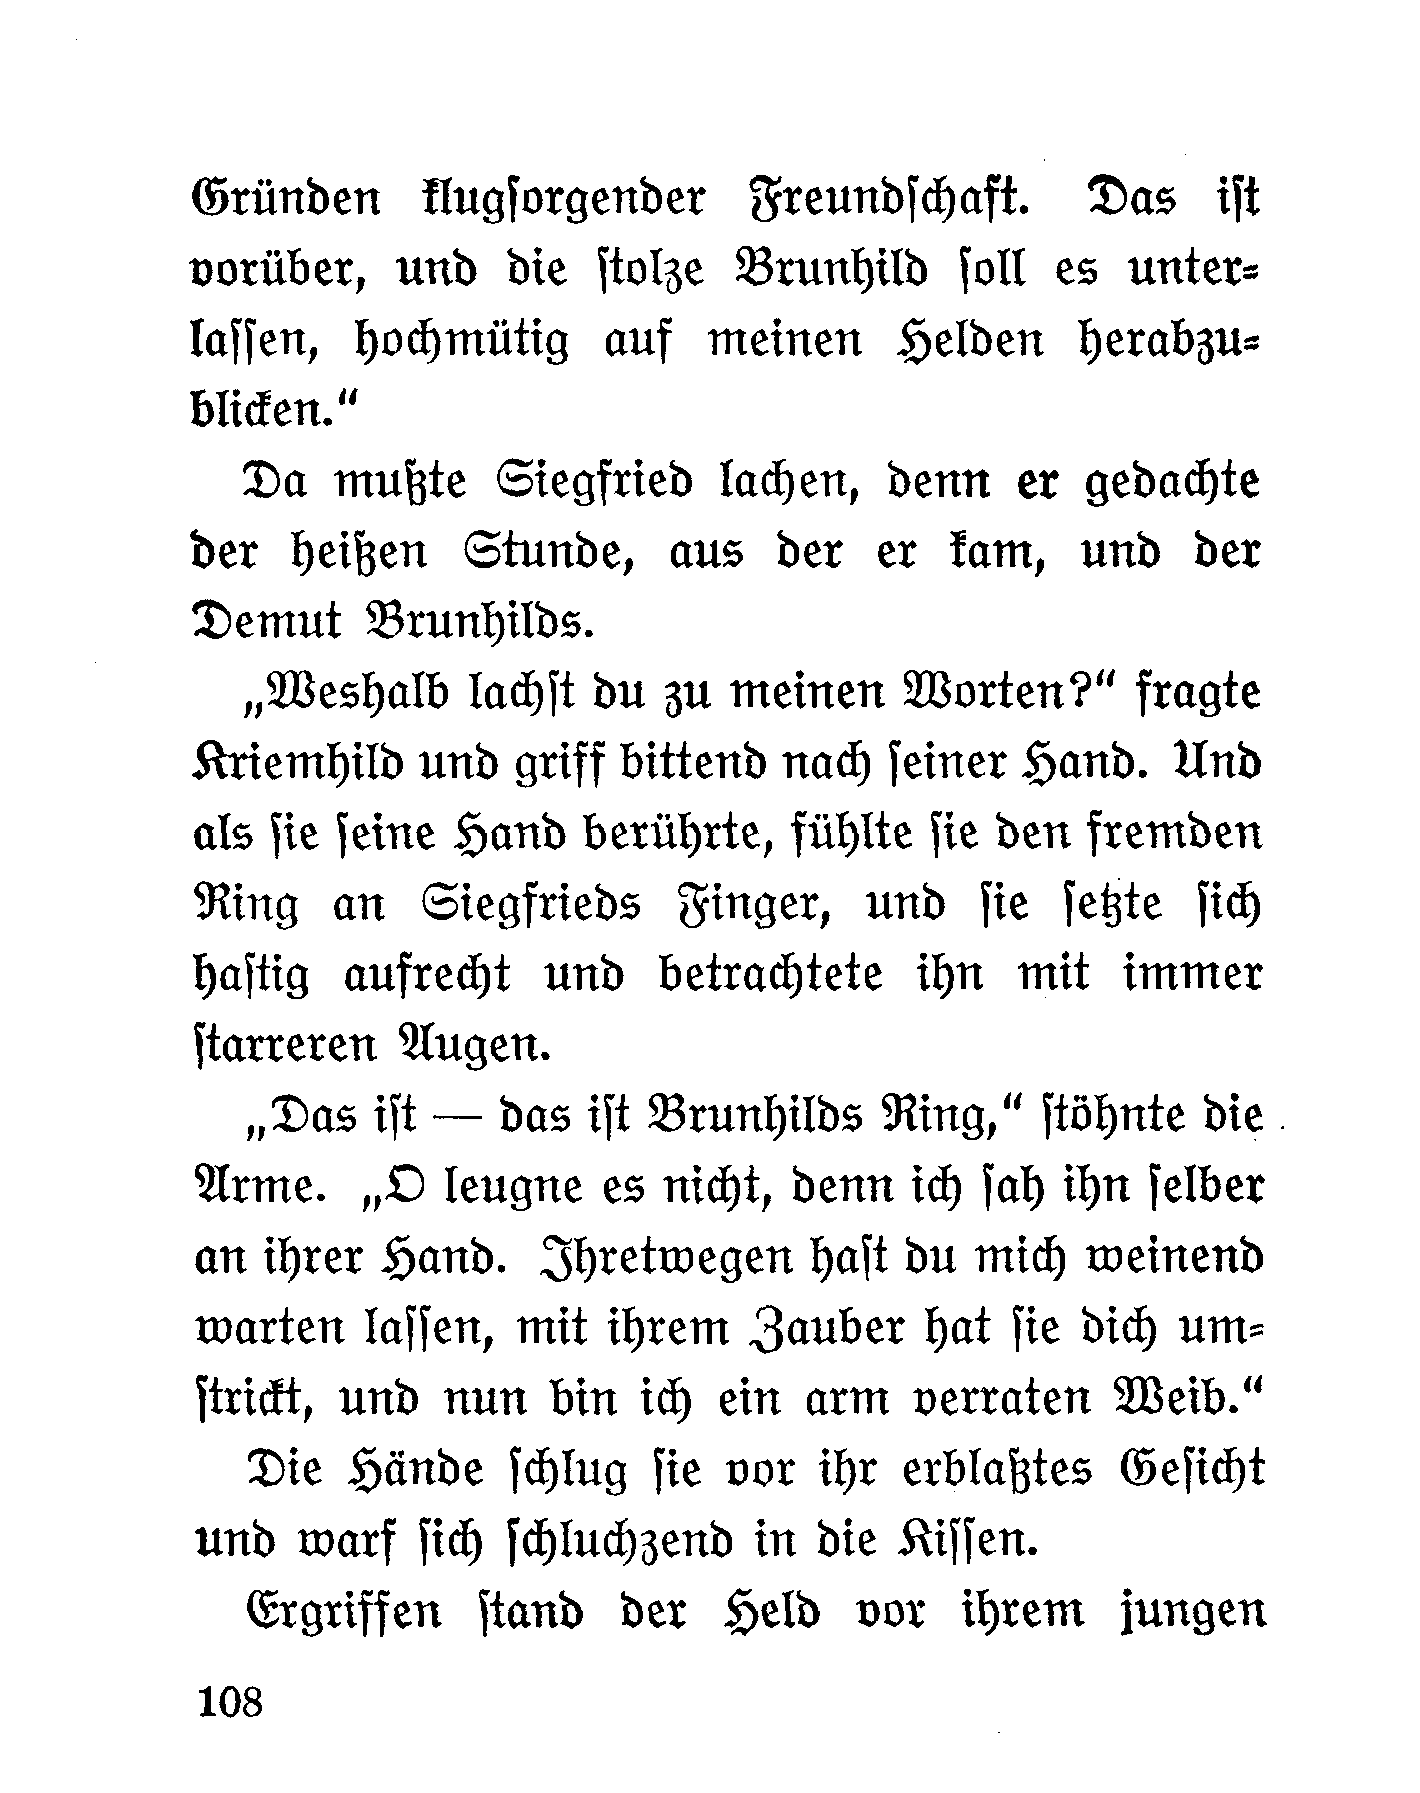 Gründen klugſorgender Freundſchaft. Das iſt
vorüber, und die ſtolze Brunhild ſoll es unter⸗
laſſen, hochmütig auf meinen Helden herabzu⸗
blicken.“
Da mußte Siegfried lachen, denn er gedachte
der heißen Stunde, aus der er kam, und der
Demut Brunhilds.
„Weshalb lachſt du zu meinen Worten?“ fragte
Kriemhild und griff bittend nach ſeiner Hand. Und
als ſie ſeine Hand berührte, fühlte ſie den fremden
Ring an Siegfrieds Finger, und ſie ſetzte ſich
haſtig aufrecht und betrachtete ihn mit immer
ſtarreren Augen.
„Das iſt — das iſt Brunhilds Ring,“ ſtöhnte die
Arme. „O leugne es nicht, denn ich ſah ihn ſelber
an ihrer Hand. Ihretwegen haſt du mich weinend
warten laſſen, mit ihrem Zauber hat ſie dich um⸗
ſtrickt, und nun bin ich ein arm verraten Weib.“
Die Hände ſchlug ſie vor ihr erblaßtes Geſicht
und warf ſich ſchluchzend in die Kiſſen.
Ergriffen ſtand der Held vor ihrem jungen
108